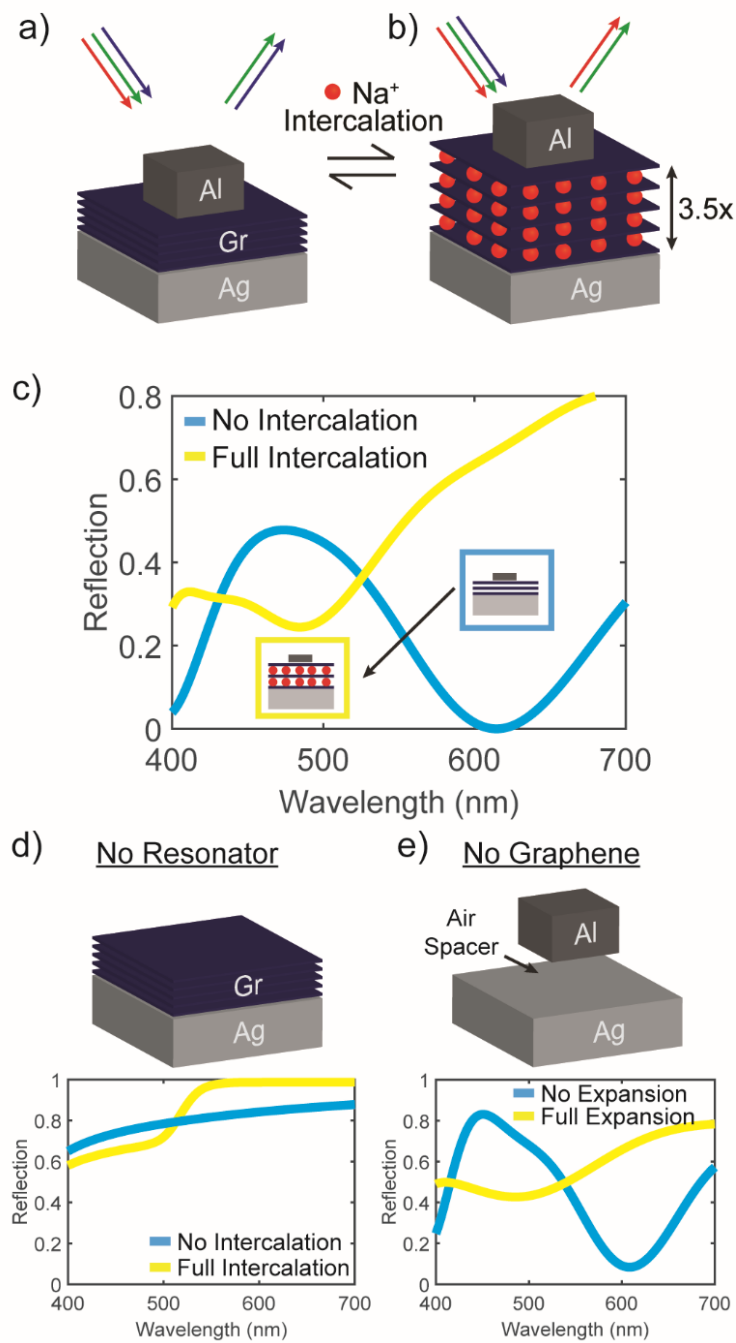 a)
b)
Na⁺
Intercalation
Al
Gr
Ag
Al
3.5x
Ag
c)
0.8
0.6
0.4
0.2
0
Reflection
No Intercalation
Full Intercalation
400
500
600
700
Wavelength (nm)
d)
No Resonator
e)
No Graphene
Gr
Ag
Air
Spacer
Al
Ag
1
0.8
0.6
0.4
0.2
0
Reflection
No Intercalation
Full Intercalation
400
500
600
700
Wavelength (nm)
1
0.8
0.6
0.4
0.2
0
Reflection
No Expansion
Full Expansion
400
500
600
700
Wavelength (nm)